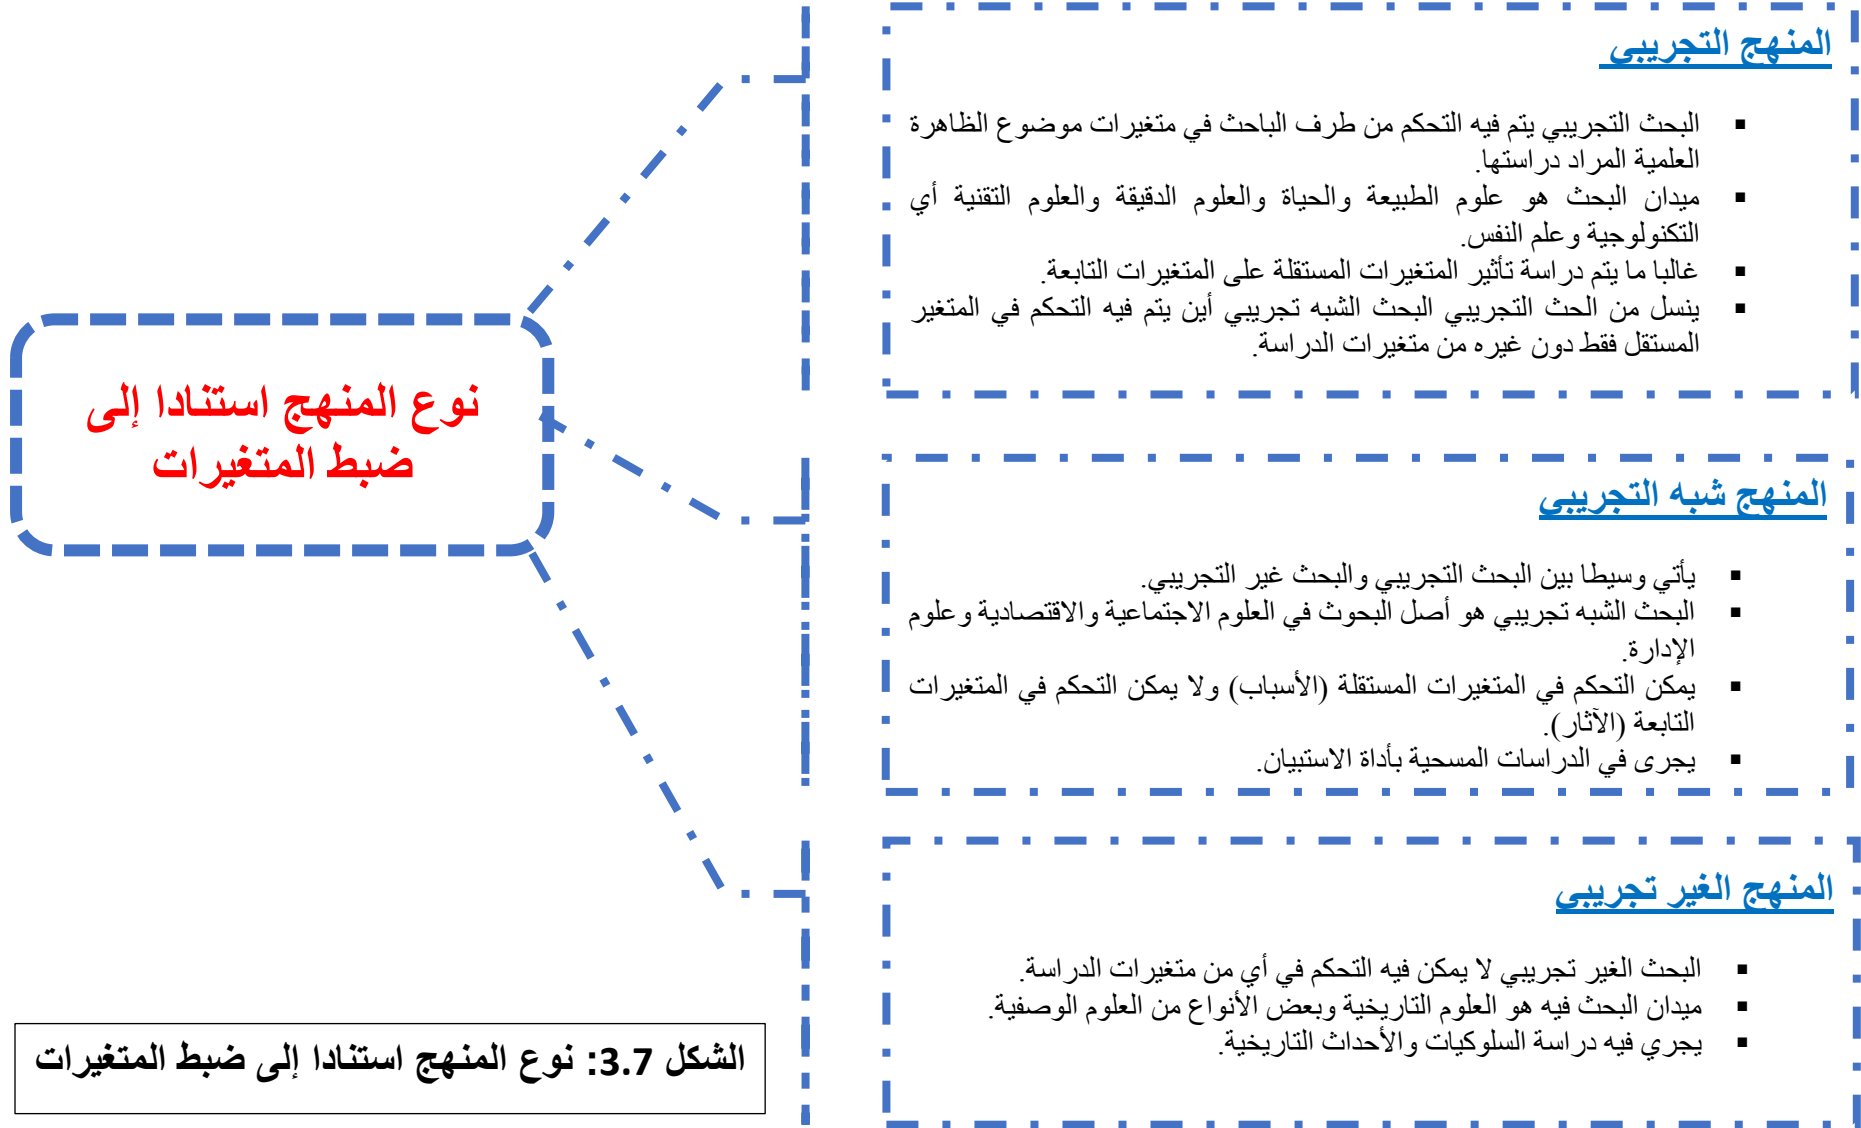 المنهج التجريبي
▪ البحث التجريبي يتم فيه التحكم من طرف الباحث في متغيرات موضوع الظاهرة
العلمية المراد دراستها.
▪ ميدان البحث هو علوم الطبيعة والحياة والعلوم الدقيقة والعلوم التقنية أي
التكنولوجية وعلم النفس.
▪ غالبا ما يتم دراسة تأثير المتغيرات المستقلة على المتغيرات التابعة.
▪ ينسل من الحث التجريبي البحث الشبه تجريبي أين يتم فيه التحكم في المتغير
المستقل فقط دون غيره من متغيرات الدراسة.
نوع المنهج استنادا إلى
ضبط المتغيرات
المنهج شبه التجريبي
▪ يأتي وسيطا بين البحث التجريبي والبحث غير التجريبي.
▪ البحث الشبه تجريبي هو أصل البحوث في العلوم الاجتماعية والاقتصادية وعلوم
الإدارة.
▪ يمكن التحكم في المتغيرات المستقلة (الأسباب) ولا يمكن التحكم في المتغيرات
التابعة (الآثار).
▪ يجرى في الدراسات المسحية بأداة الاستبيان.
المنهج الغير تجريبي
▪ البحث الغير تجريبي لا يمكن فيه التحكم في أي من متغيرات الدراسة.
▪ ميدان البحث فيه هو العلوم التاريخية وبعض الأنواع من العلوم الوصفية.
▪ يجري فيه دراسة السلوكيات والأحداث التاريخية.
الشكل 3.7: نوع المنهج استنادا إلى ضبط المتغيرات